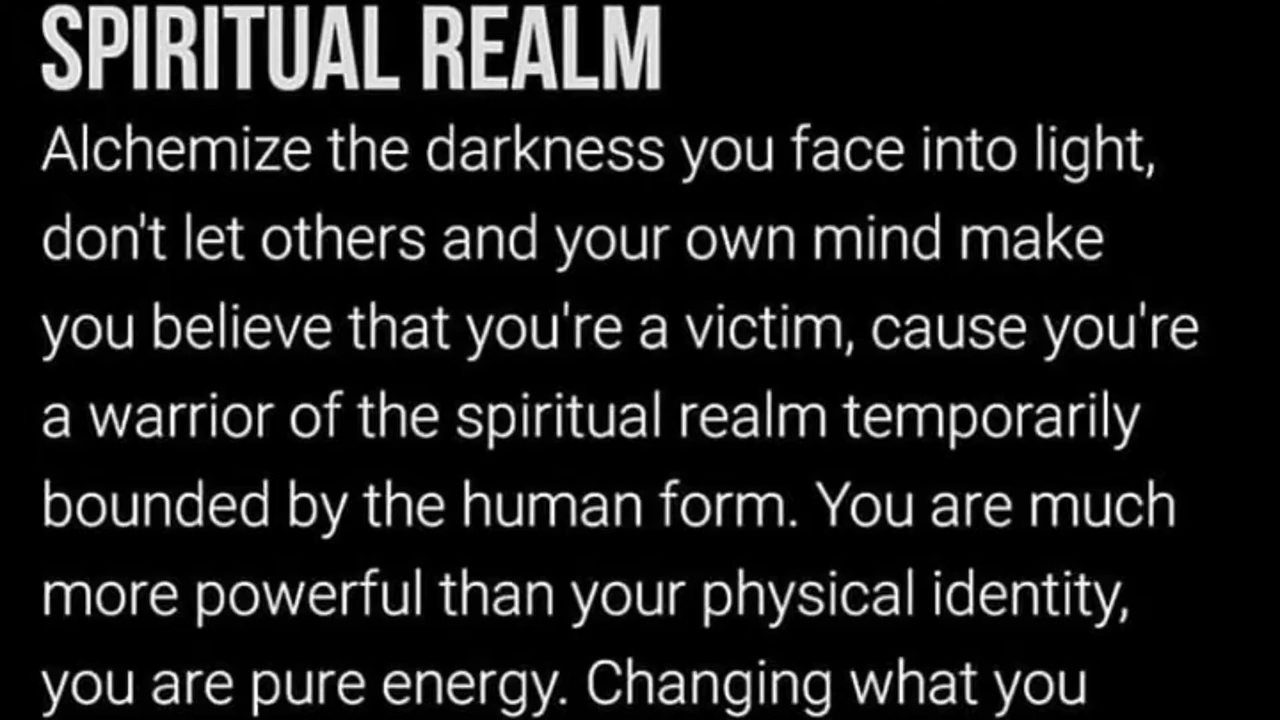 SPIRITUAL REALM
Alchemize the darkness you face into light,
don't let others and your own mind make
you believe that you're a victim, cause you're
a warrior of the spiritual realm temporarily
bounded by the human form. You are much
more powerful than your physical identity,
you are pure energy. Changing what you